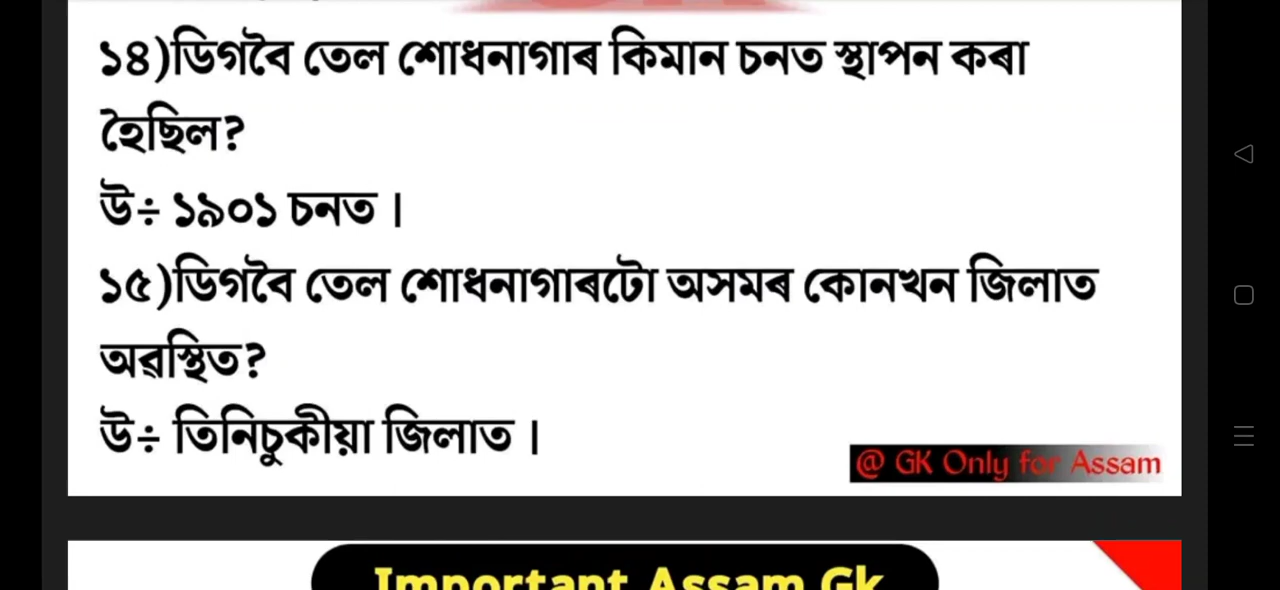 ১৪)ডিগবৈ তেল শোধনাগাৰ কিমান চনত স্থাপন কৰা
হৈছিল?
উ÷ ১৯০১ চনত ।
১৫)ডিগবৈ তেল শোধনাগাৰটো অসমৰ কোনখন জিলাত
অৱস্থিত?
উ÷ তিনিচুকীয়া জিলাত ।
@ GK Only for Assam
Important Assam Gk